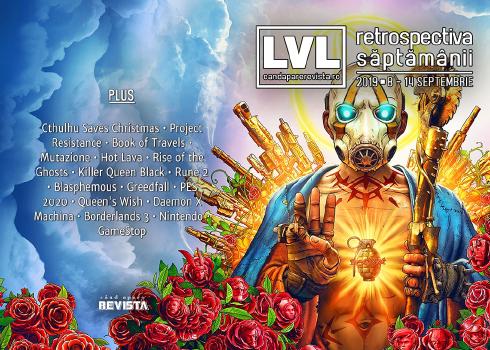 LVL
candaparerevista.ro
retrospectiva
săptămânii
2019 ■ 8 - 14 SEPTEMBRIE
PLUS
Cthulhu Saves Christmas • Project
Resistance • Book of Travels •
Mutazione • Hot Lava • Rise of the
Ghosts • Killer Queen Black • Rune 2
• Blasphemous • Greedfall • PES
2020 • Queen's Wish • Daemon X
Machina • Borderlands 3 • Nintendo
GameStop
când apare
REVISTA